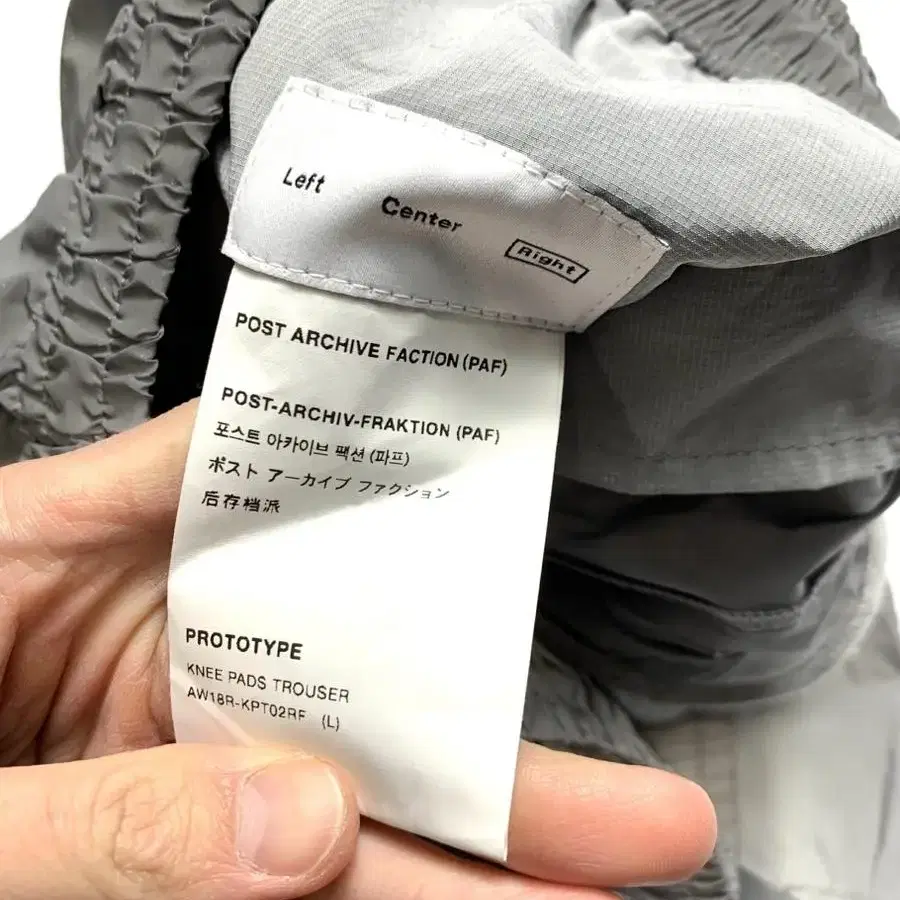 Left Center Right
POST ARCHIVE FACTION (PAF)
POST-ARCHIV-FRAKTION (PAF)
포스트 아카이브 팩션 (파프)
ポスト アーカイブ ファクション
后存档派
PROTOTYPE
KNEE PADS TROUSER
AW18R-KPT02RF (L)